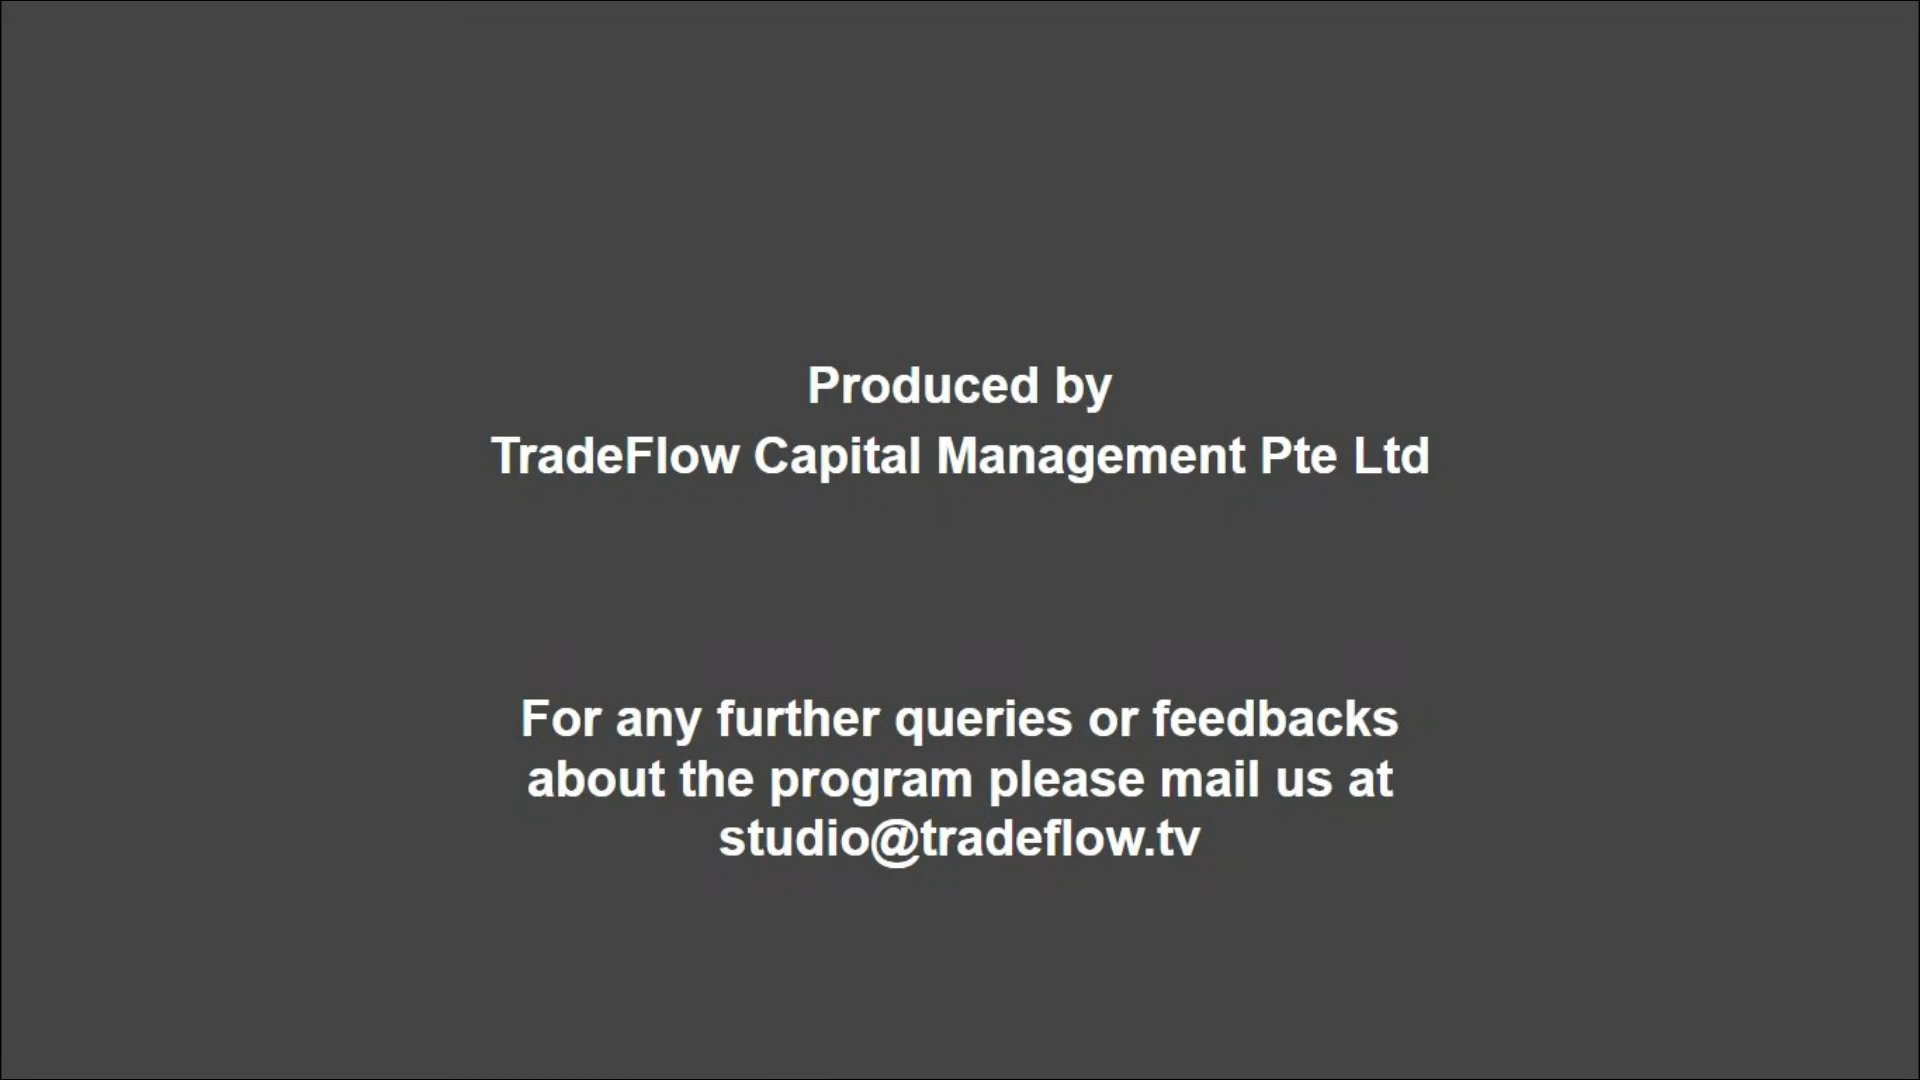 Produced by
TradeFlow Capital Management Pte Ltd
For any further queries or feedbacks
about the program please mail us at
studio@tradeflow.tv